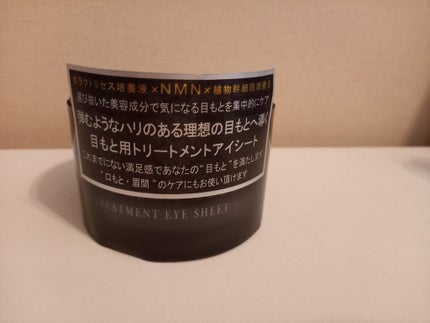 ガラクトミセス培養液×NMN×植物幹細胞培養液
選び抜いた美容成分で気になる目もとを集中的にケア
弾むようなハリのある理想の目もとへ導く
目もと用トリートメントアイシート
これまでにない満足感であなたの"目もと"を満たします
"口もと・眉間"のケアにもお使い頂けます
TREATMENT EYE SHEET